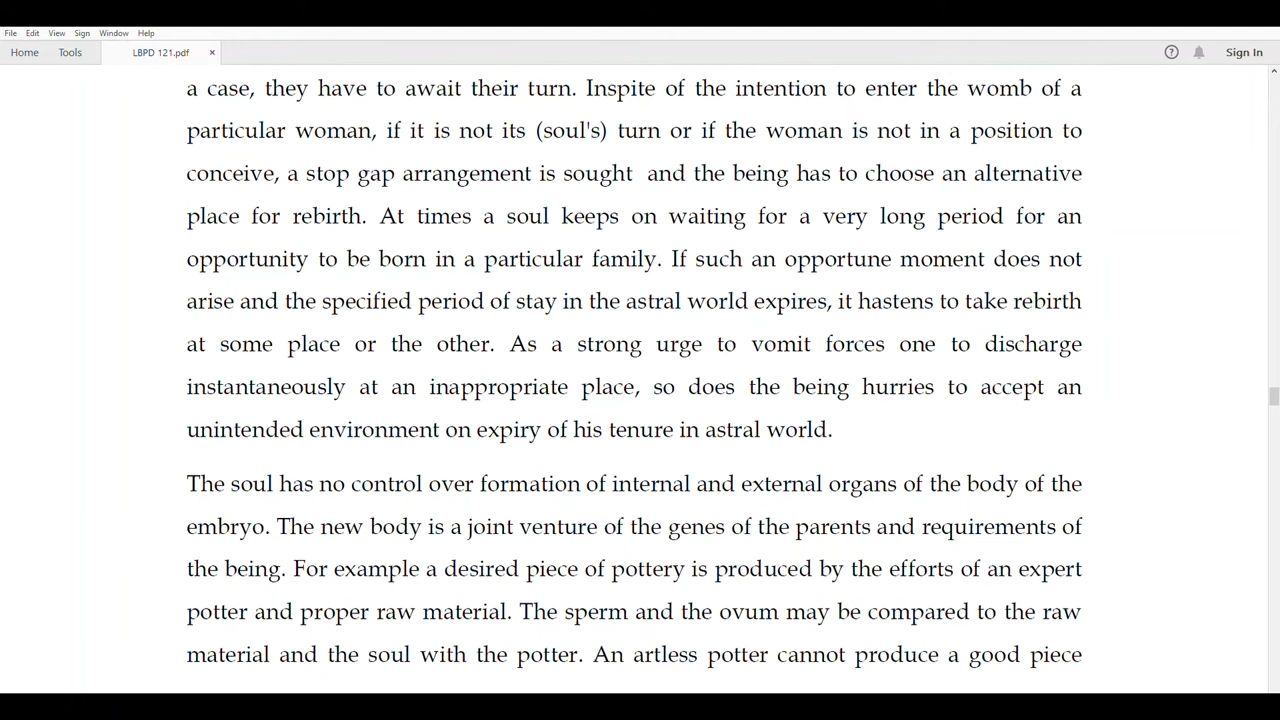 File Edit View Sign Window Help
Home Tools LBPD 121.pdf × ? Sign In
a case, they have to await their turn. Inspite of the intention to enter the womb of a
particular woman, if it is not its (soul's) turn or if the woman is not in a position to
conceive, a stop gap arrangement is sought and the being has to choose an alternative
place for rebirth. At times a soul keeps on waiting for a very long period for an
opportunity to be born in a particular family. If such an opportune moment does not
arise and the specified period of stay in the astral world expires, it hastens to take rebirth
at some place or the other. As a strong urge to vomit forces one to discharge
instantaneously at an inappropriate place, so does the being hurries to accept an
unintended environment on expiry of his tenure in astral world.
The soul has no control over formation of internal and external organs of the body of the
embryo. The new body is a joint venture of the genes of the parents and requirements of
the being. For example a desired piece of pottery is produced by the efforts of an expert
potter and proper raw material. The sperm and the ovum may be compared to the raw
material and the soul with the potter. An artless potter cannot produce a good piece